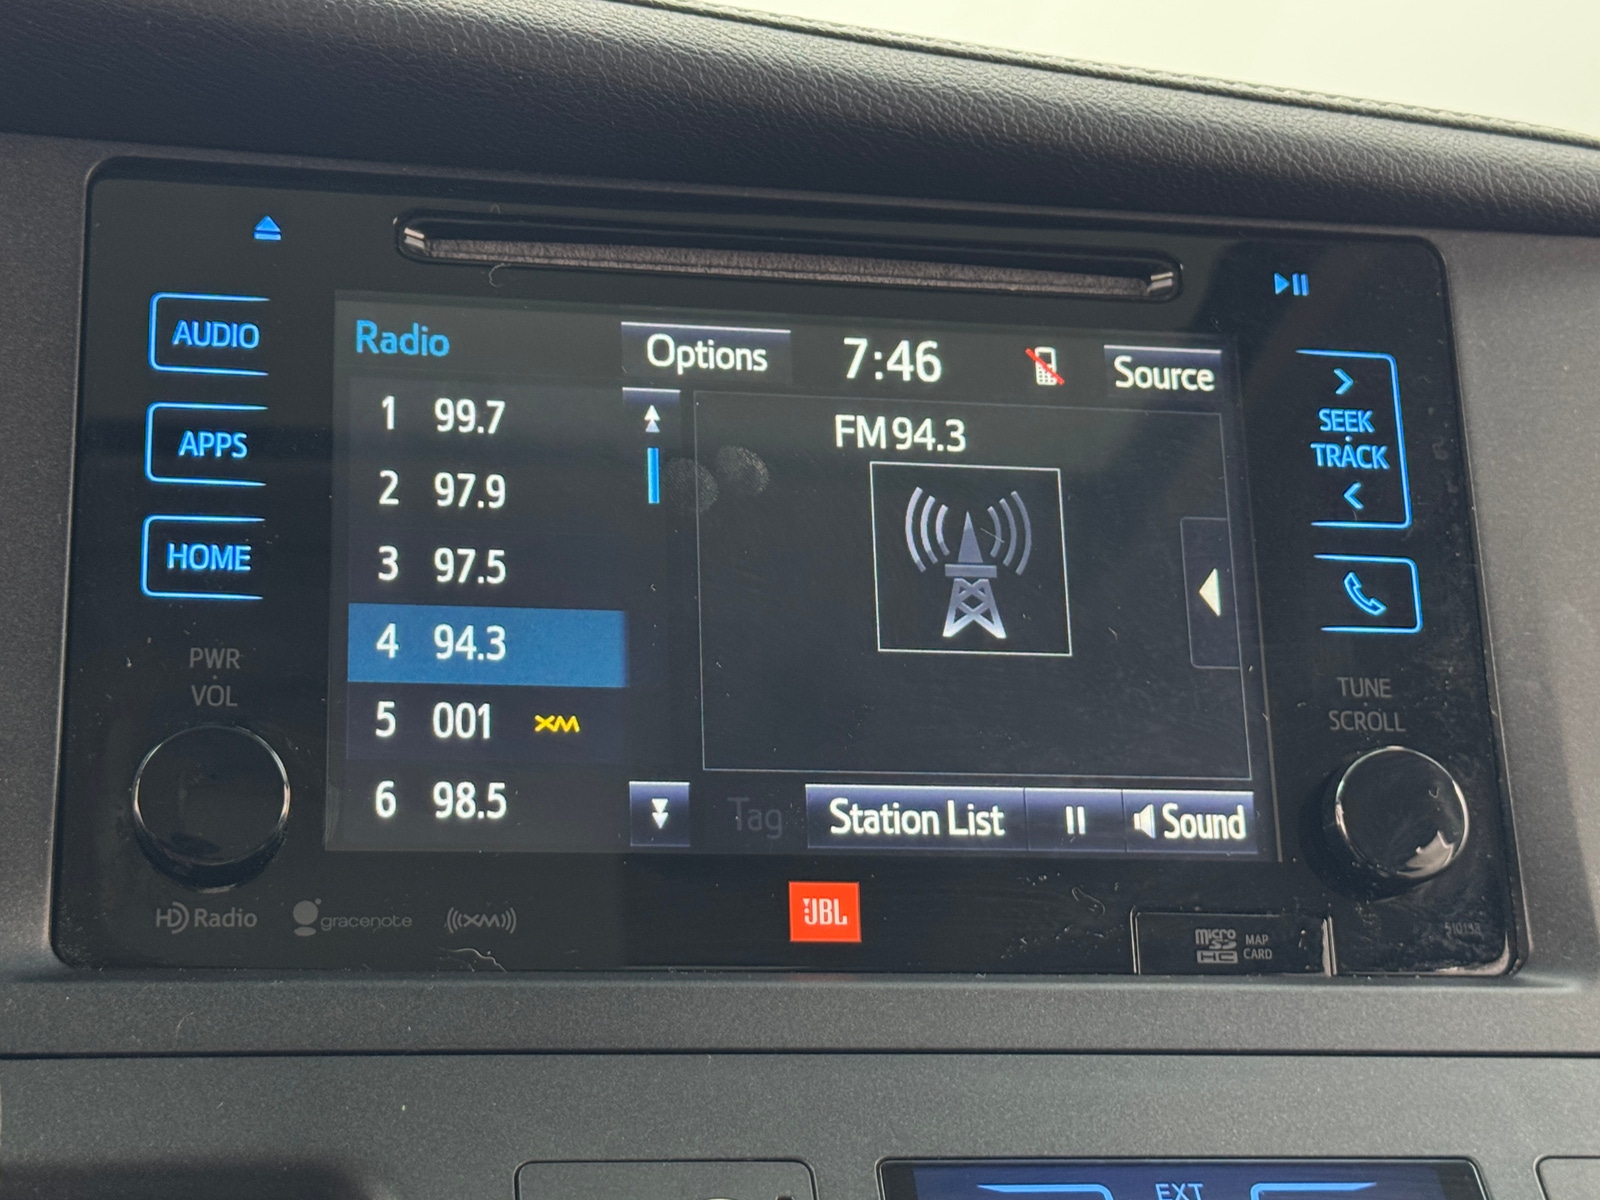 AUDIO
APPS
HOME
PWR
VOL
Radio
Options
7:46
Source
1 99.7
2 97.9
3 97.5
4 94.3
5 001 XM
6 98.5
FM 94.3
Tag
Station List
Sound
SEEK
TRACK
TUNE
SCROLL
HD Radio
gracenote
((XM))
JBL
micro
SD
HC
MAP
CARD
EXT